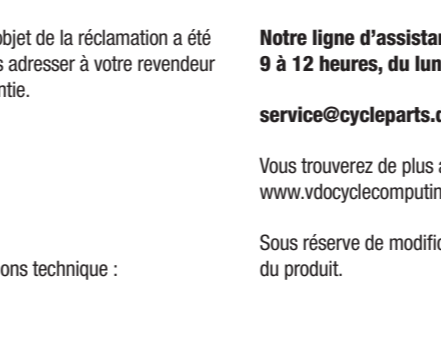 objet de la réclamation a été
s adresser à votre revendeur
ntie.
ons technique :
Notre ligne d'assista
9 à 12 heures, du lun
service@cycleparts.
Vous trouverez de plus
www.vdocyclecomputin
Sous réserve de modific
du produit.